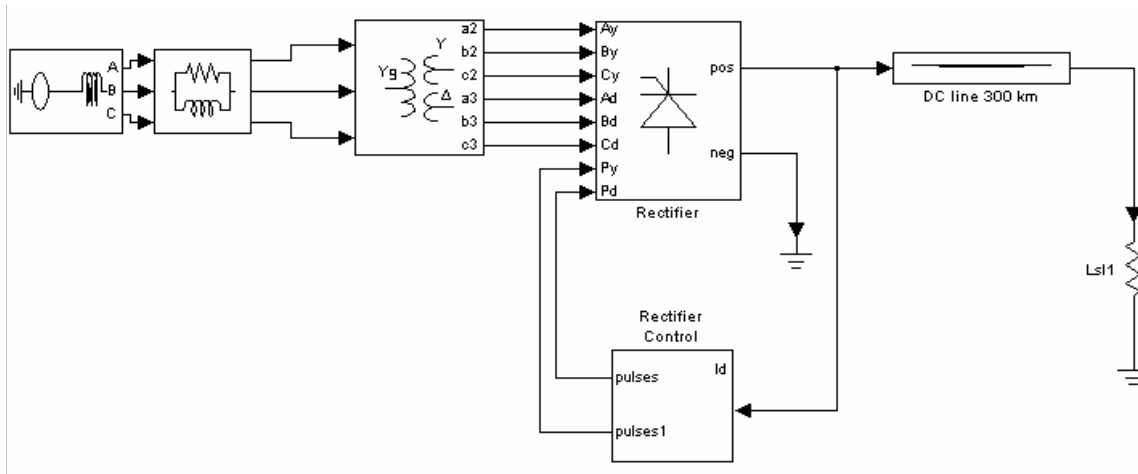 A
B
C
Yg
Y
Δ
a2
b2
c2
a3
b3
c3
Ay
By
Cy
Ad
Bd
Cd
Py
Pd
pos
neg
Rectifier
DC line 300 km
Lsl1
Rectifier
Control
pulses
pulses1
Id